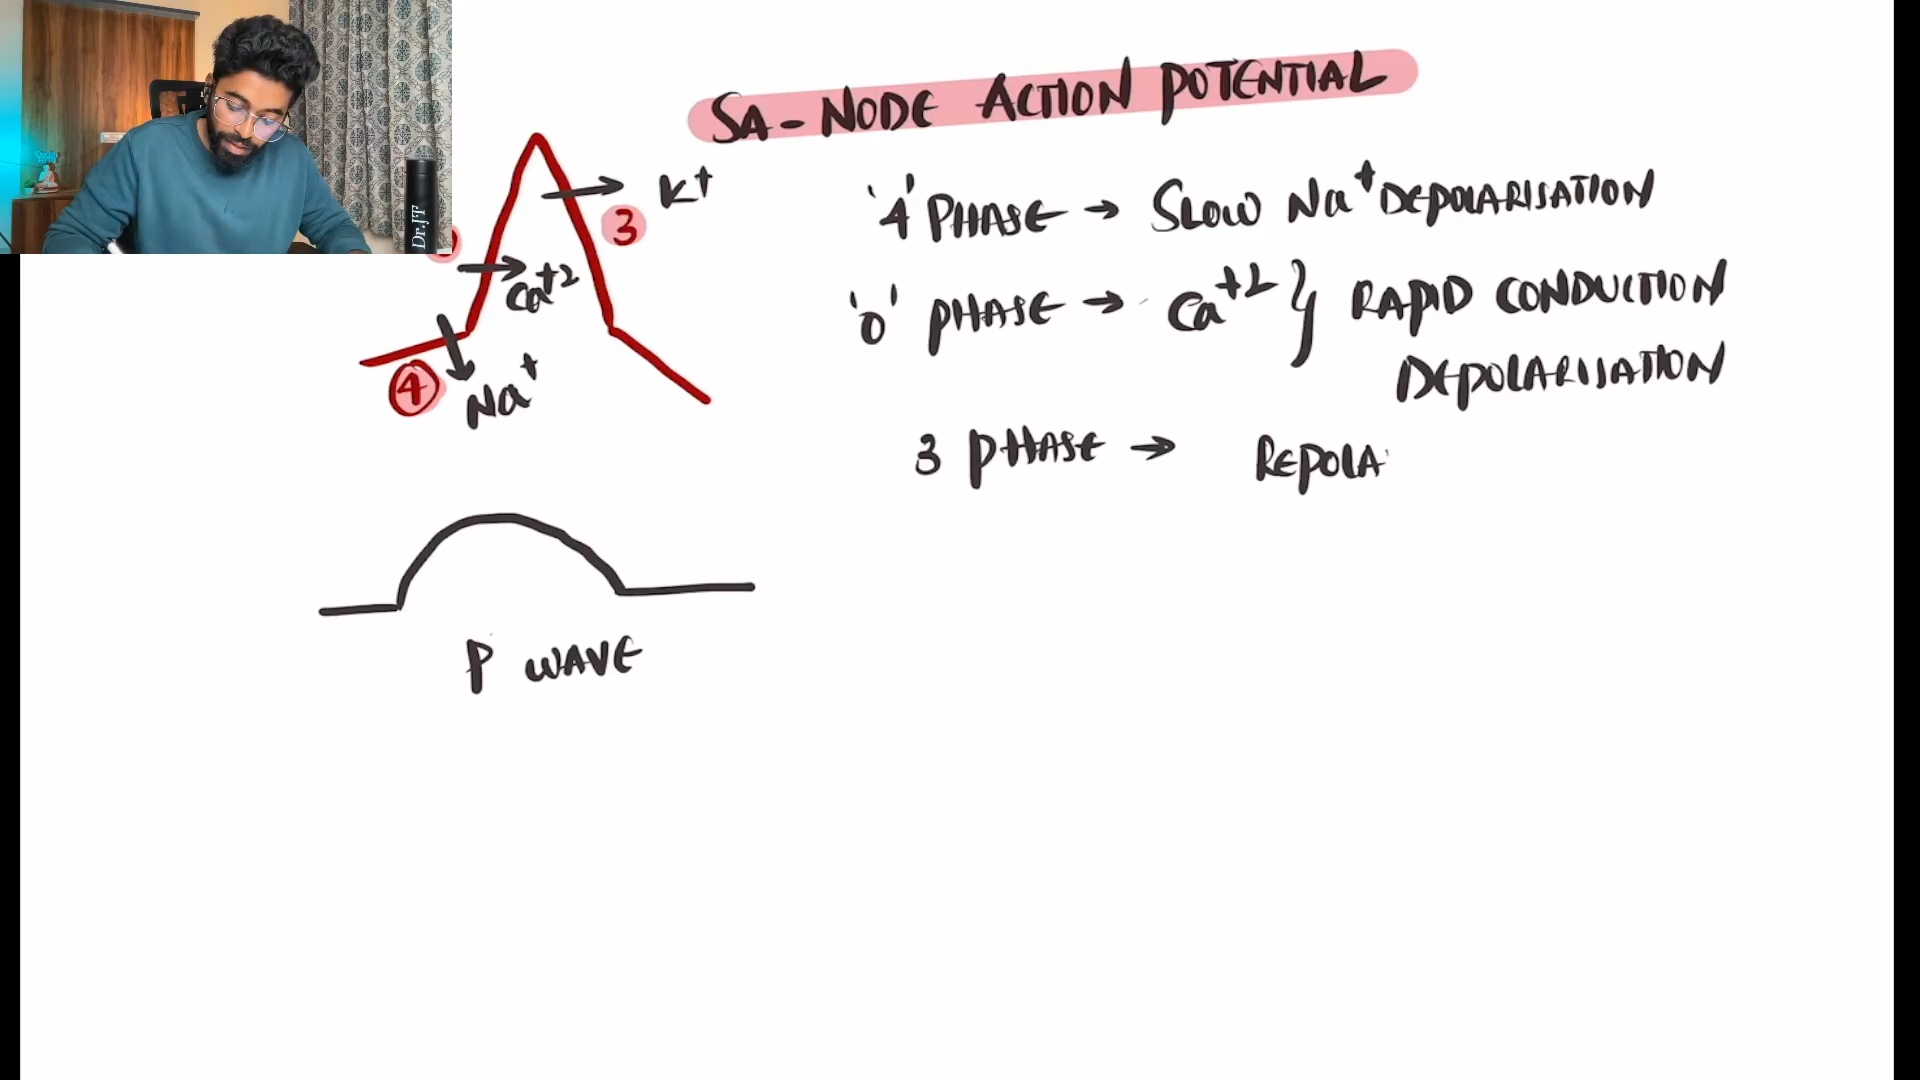 SA-NODE ACTION POTENTIAL
K+
3
Ca+2
4
Na+
'4' PHASE → SLOW Na+ DEPOLARISATION
'0' PHASE → Ca+2 } RAPID CONDUCTION
DEPOLARISATION
3 PHASE → REPOLA
P WAVE
Dr.JT